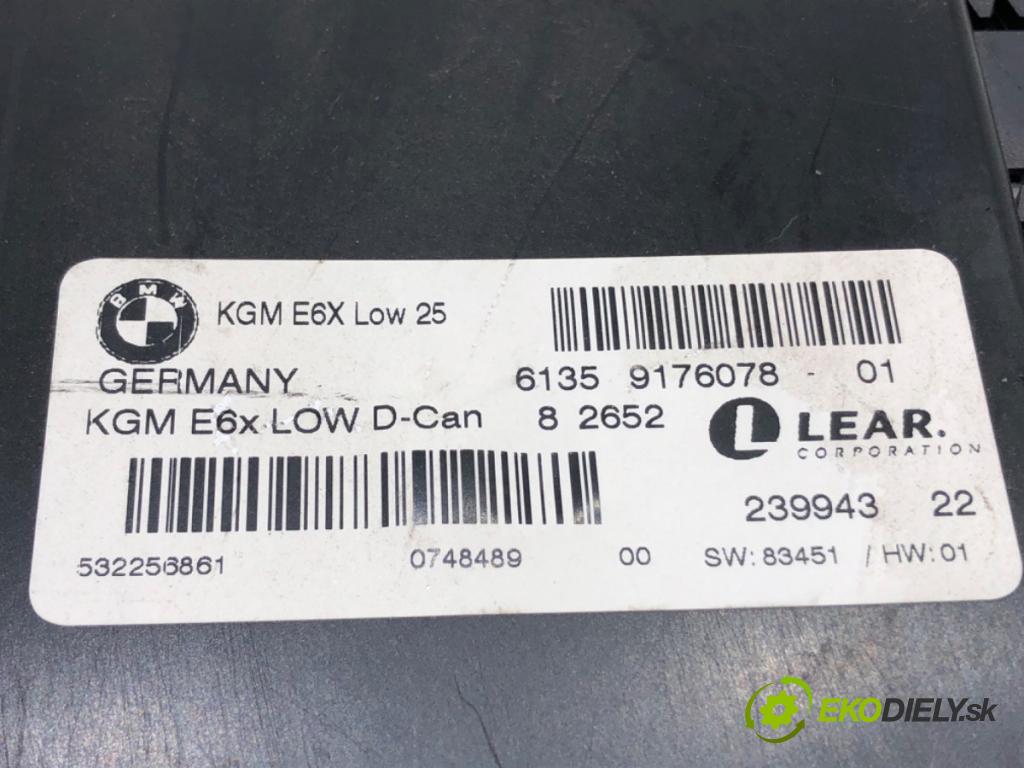 BMW
KGM E6X Low 25
GERMANY 6135 9176078 - 01
KGM E6x LOW D-Can 8 2652
LEAR.
CORPORATION
239943 22
532256861 0748489 00 SW: 83451 / HW: 01
EKODIELY.sk